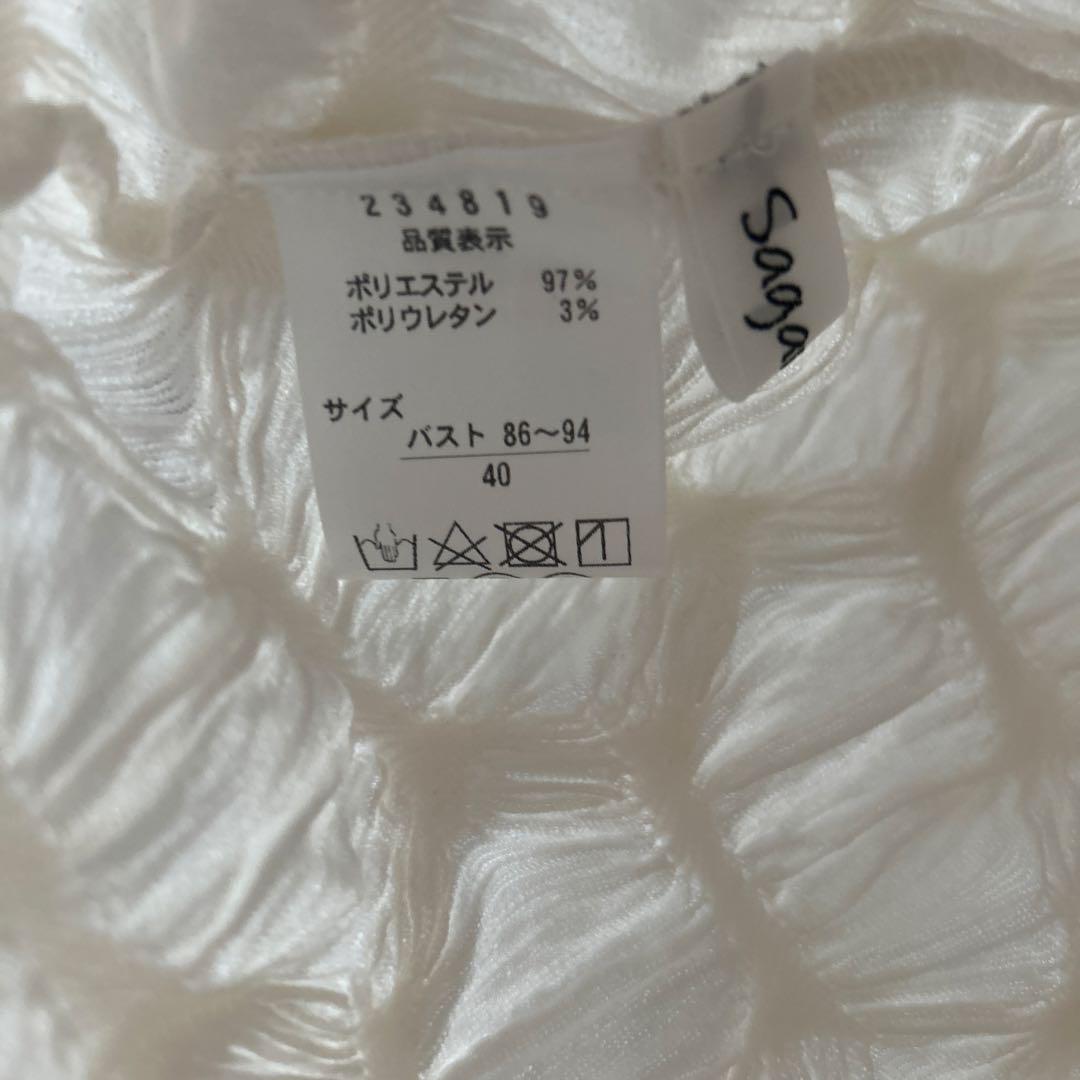 234819
品質表示
ポリエステル 97%
ポリウレタン 3%
サイズ
バスト 86～94
40
Saga